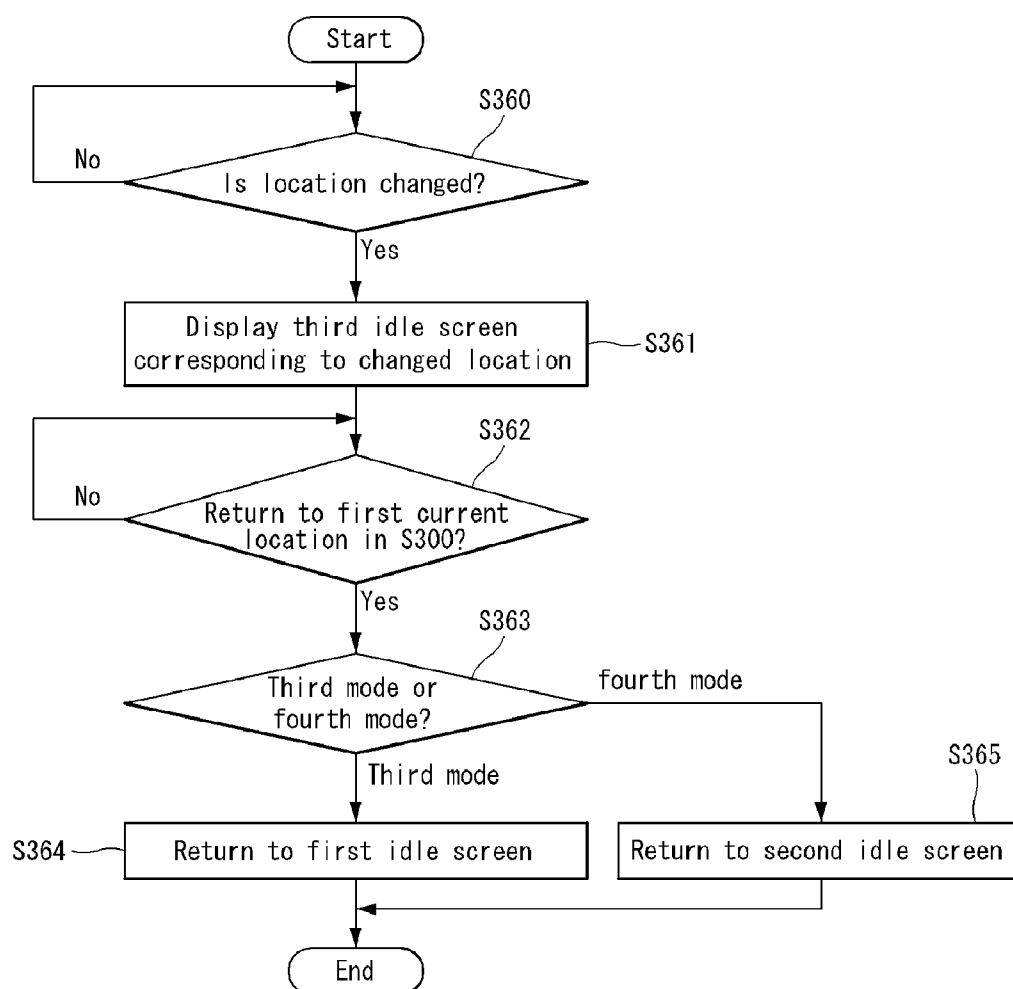 Start
S360
No
Is location changed?
Yes
Display third idle screen
corresponding to changed location
S361
S362
No
Return to first current
location in S300?
Yes
S363
Third mode or
fourth mode?
fourth mode
Third mode
S365
S364
Return to first idle screen
Return to second idle screen
End